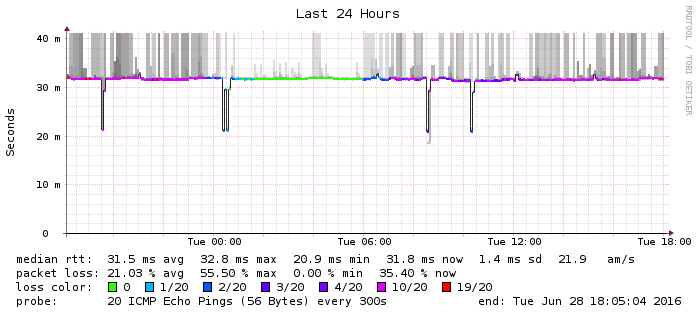 Last 24 Hours
RRDTOOL / TOBI OETIKER
Seconds
40 m
30 m
20 m
10 m
0
Tue 00:00 Tue 06:00 Tue 12:00 Tue 18:00
median rtt: 31.5 ms avg 32.8 ms max 20.9 ms min 31.8 ms now 1.4 ms sd 21.9 am/s
packet loss: 21.03 % avg 55.50 % max 0.00 % min 35.40 % now
loss color: 0 1/20 2/20 3/20 4/20 10/20 19/20
probe: 20 ICMP Echo Pings (56 Bytes) every 300s end: Tue Jun 28 18:05:04 2016